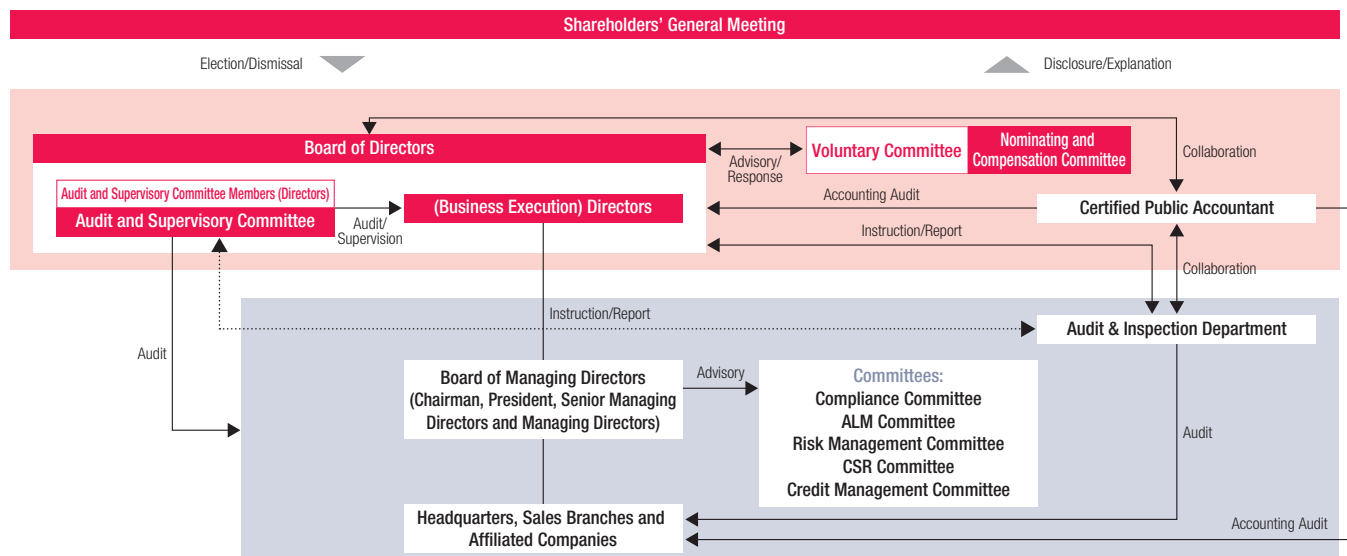 Shareholders' General Meeting
Election/Dismissal
Disclosure/Explanation
Board of Directors
Advisory/
Response
Voluntary Committee
Nominating and
Compensation Committee
Collaboration
Audit and Supervisory Committee Members (Directors)
Audit and Supervisory Committee
Audit/
Supervision
(Business Execution) Directors
Accounting Audit
Certified Public Accountant
Instruction/Report
Collaboration
Instruction/Report
Audit & Inspection Department
Audit
Board of Managing Directors
(Chairman, President, Senior Managing
Directors and Managing Directors)
Advisory
Committees:
Compliance Committee
ALM Committee
Risk Management Committee
CSR Committee
Credit Management Committee
Audit
Headquarters, Sales Branches and
Affiliated Companies
Accounting Audit